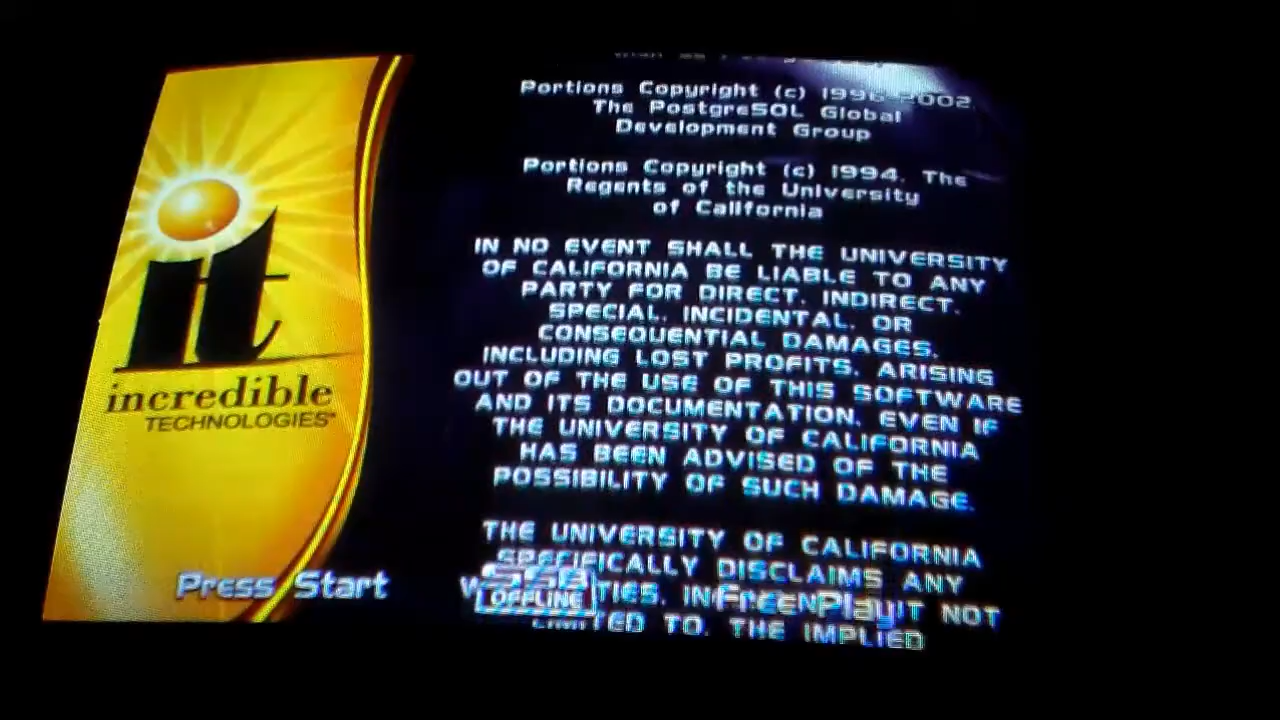 it
incredible
TECHNOLOGIES
Press Start
Portions Copyright (c) 1996-2002,
The PostgreSQL Global
Development Group
Portions Copyright (c) 1994, The
Regents of the University
of California
IN NO EVENT SHALL THE UNIVERSITY
OF CALIFORNIA BE LIABLE TO ANY
PARTY FOR DIRECT, INDIRECT,
SPECIAL, INCIDENTAL, OR
CONSEQUENTIAL DAMAGES,
INCLUDING LOST PROFITS, ARISING
OUT OF THE USE OF THIS SOFTWARE
AND ITS DOCUMENTATION, EVEN IF
THE UNIVERSITY OF CALIFORNIA
HAS BEEN ADVISED OF THE
POSSIBILITY OF SUCH DAMAGE.
THE UNIVERSITY OF CALIFORNIA
SPECIFICALLY DISCLAIMS ANY
NOT
OFFLINE
Free Play
TO, THE IMPLIED